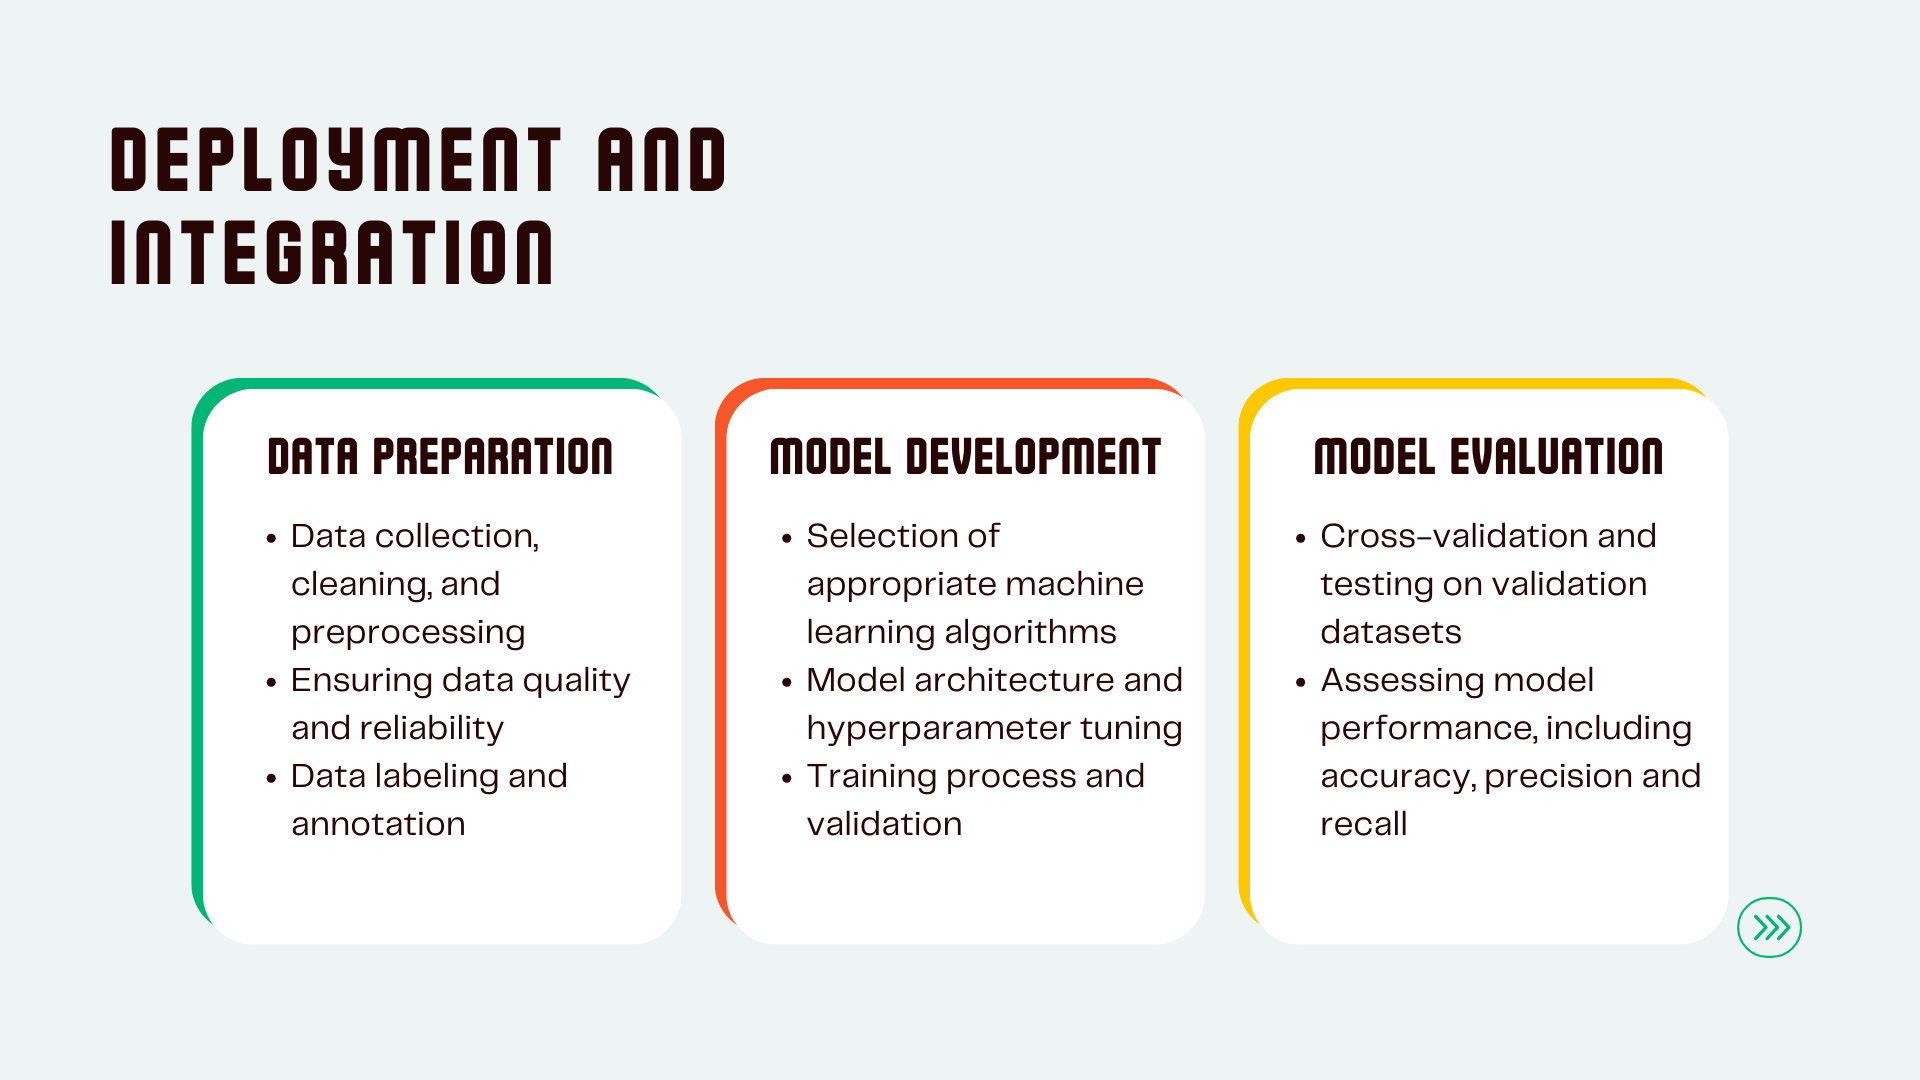 DEPLOYMENT AND
INTEGRATION
DATA PREPARATION
• Data collection,
cleaning, and
preprocessing
• Ensuring data quality
and reliability
• Data labeling and
annotation
MODEL DEVELOPMENT
• Selection of
appropriate machine
learning algorithms
• Model architecture and
hyperparameter tuning
• Training process and
validation
MODEL EVALUATION
• Cross-validation and
testing on validation
datasets
• Assessing model
performance, including
accuracy, precision and
recall